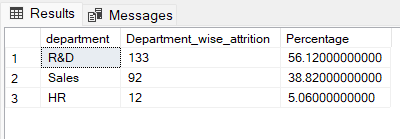 Results Messages
department Department_wise_attrition Percentage
1 R&D 133 56.12000000000
2 Sales 92 38.82000000000
3 HR 12 5.06000000000